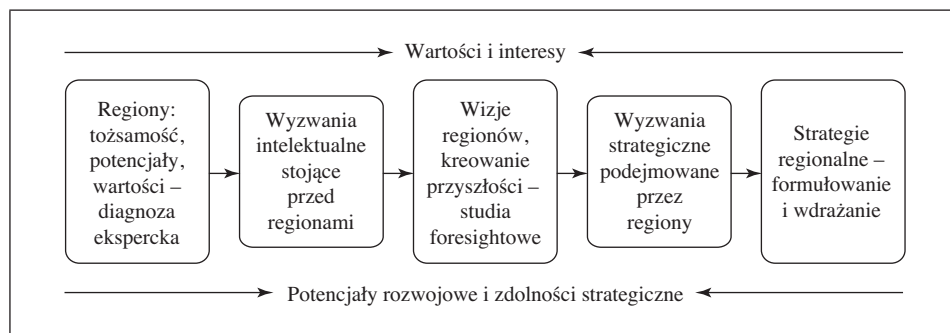 Wartości i interesy
Regiony:
tożsamość,
potencjały,
wartości –
diagnoza
ekspercka
Wyzwania
intelektualne
stojące
przed
regionami
Wizje
regionów,
kreowanie
przyszłości –
studia
foresightowe
Wyzwania
strategiczne
podejmowane
przez
regiony
Strategie
regionalne –
formułowanie
i wdrażanie
Potencjały rozwojowe i zdolności strategiczne